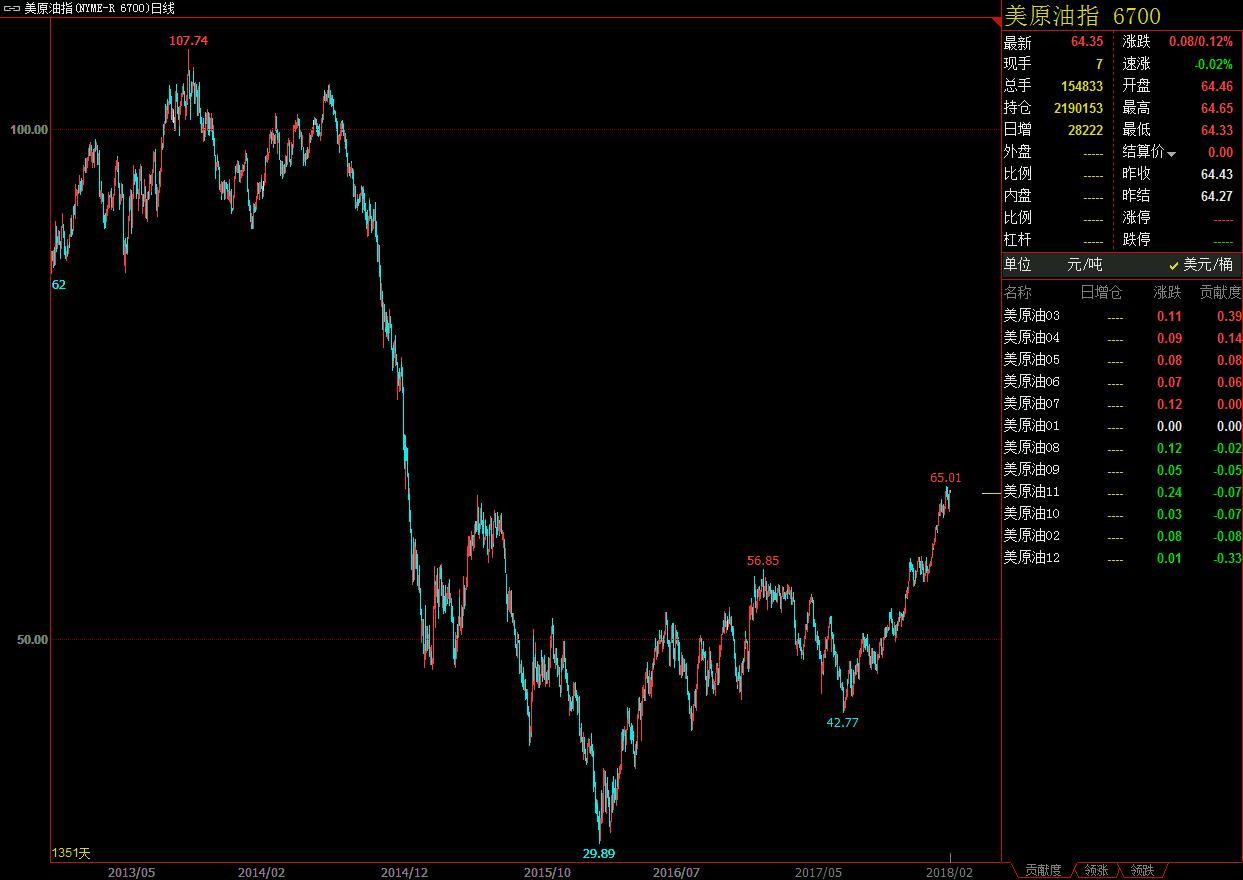 美原油指(NYME-R 6700)日线
107.74
100.00
62
65.01
56.85
50.00
42.77
29.89
1351天
2013/05 2014/02 2014/12 2015/10 2016/07 2017/05 2018/02
美原油指 6700
最新 64.35 涨跌 0.08/0.12%
现手 7 速涨 -0.02%
总手 154833 开盘 64.46
持仓 2190153 最高 64.65
日增 28222 最低 64.33
外盘 ----- 结算价 0.00
比例 ----- 昨收 64.43
内盘 ----- 昨结 64.27
比例 ----- 涨停 -----
杠杆 ----- 跌停 -----
单位 元/吨 ✓ 美元/桶
名称 日增仓 涨跌 贡献度
美原油03 ---- 0.11 0.39
美原油04 ---- 0.09 0.14
美原油05 ---- 0.08 0.08
美原油06 ---- 0.07 0.06
美原油07 ---- 0.12 0.00
美原油01 ---- 0.00 0.00
美原油08 ---- 0.12 -0.02
美原油09 ---- 0.05 -0.05
美原油11 ---- 0.24 -0.07
美原油10 ---- 0.03 -0.07
美原油02 ---- 0.08 -0.08
美原油12 ---- 0.01 -0.33
贡献度 领涨 领跌